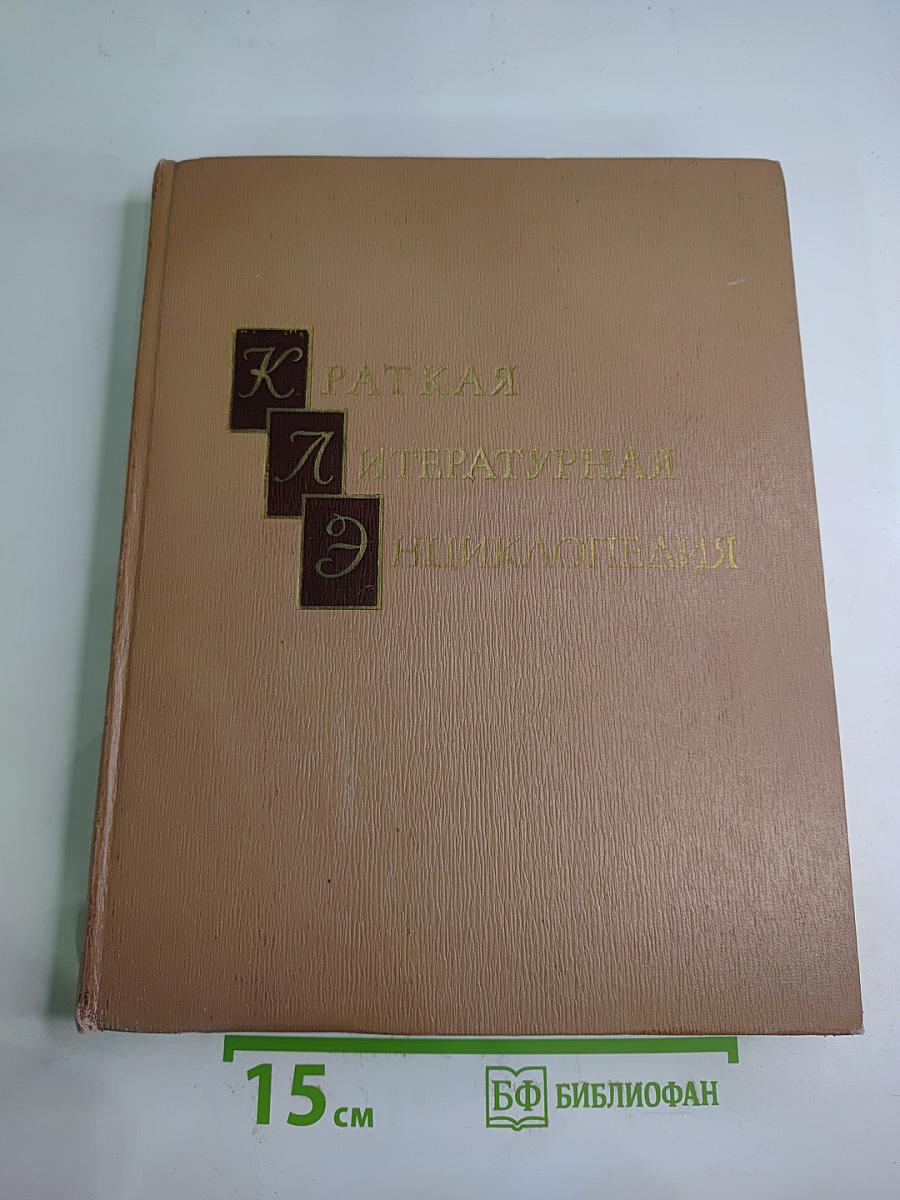 КРАТКАЯ
ЛИТЕРАТУРНАЯ
ЭНЦИКЛОПЕДИЯ
15 см
БФ БИБЛИОФАН